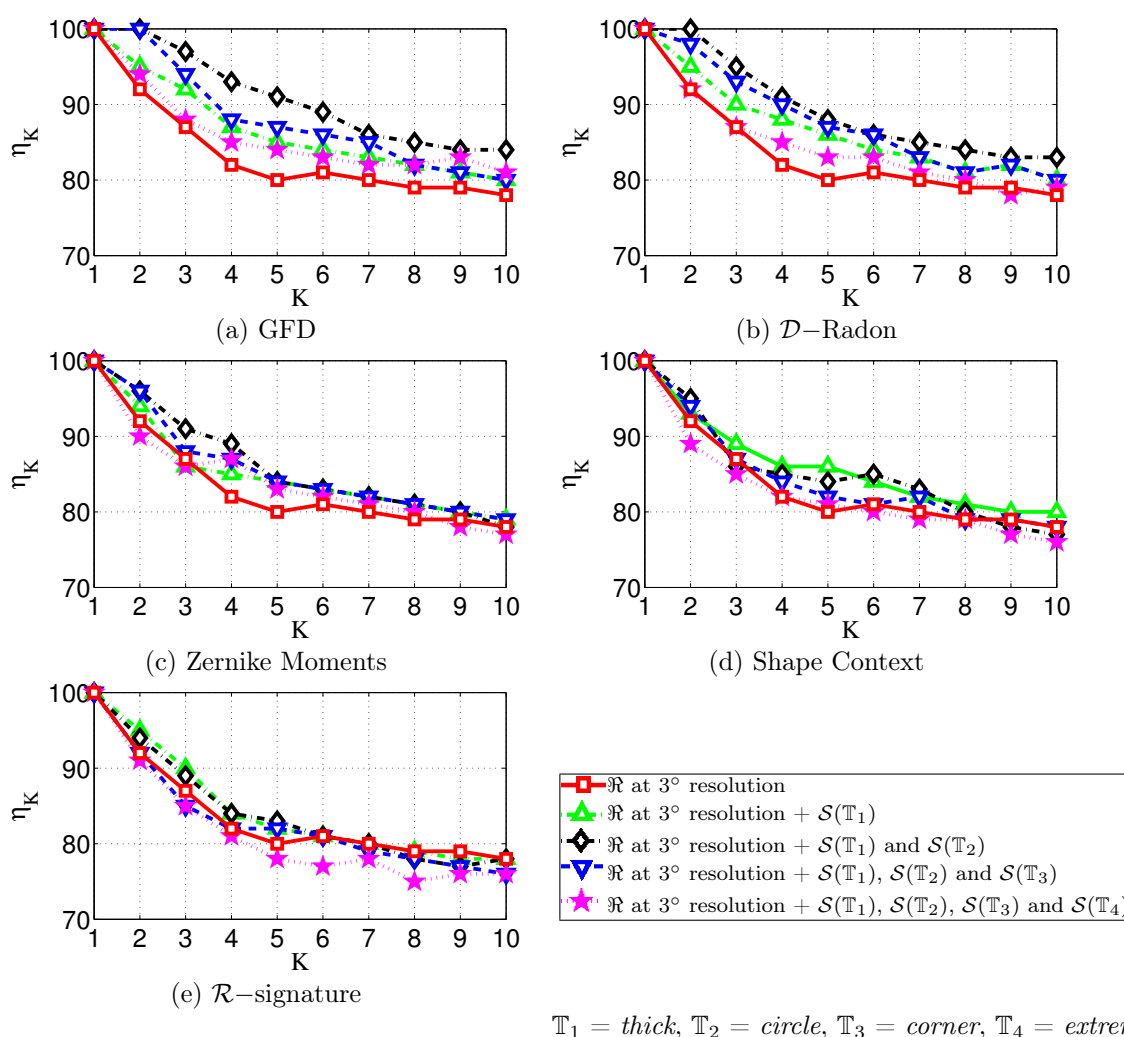 100
90
80
70
η_K
1 2 3 4 5 6 7 8 9 10
K
(a) GFD
100
90
80
70
η_K
1 2 3 4 5 6 7 8 9 10
K
(b) 𝒟−Radon
100
90
80
70
η_K
1 2 3 4 5 6 7 8 9 10
K
(c) Zernike Moments
100
90
80
70
η_K
1 2 3 4 5 6 7 8 9 10
K
(d) Shape Context
100
90
80
70
η_K
1 2 3 4 5 6 7 8 9 10
K
(e) ℛ−signature
ℜ at 3° resolution
ℜ at 3° resolution + 𝒮(𝕋₁)
ℜ at 3° resolution + 𝒮(𝕋₁) and 𝒮(𝕋₂)
ℜ at 3° resolution + 𝒮(𝕋₁), 𝒮(𝕋₂) and 𝒮(𝕋₃)
ℜ at 3° resolution + 𝒮(𝕋₁), 𝒮(𝕋₂), 𝒮(𝕋₃) and 𝒮(𝕋₄)
𝕋₁ = thick, 𝕋₂ = circle, 𝕋₃ = corner, 𝕋₄ =